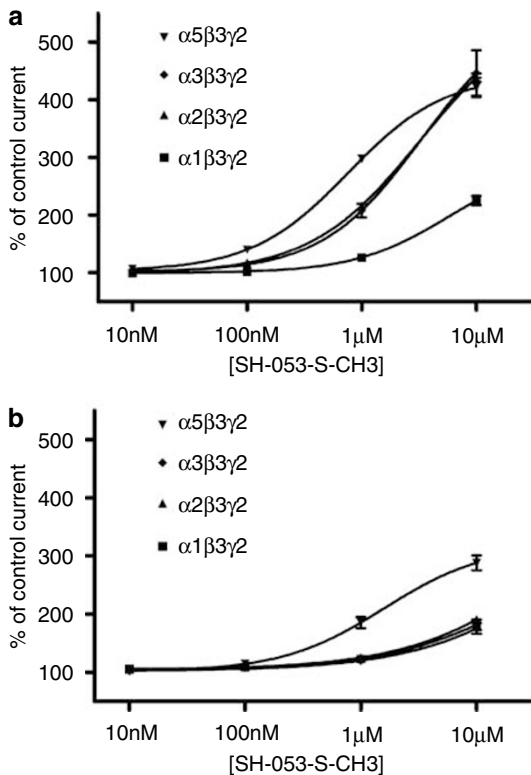 a
% of control current
500
400
300
200
100
α5β3γ2
α3β3γ2
α2β3γ2
α1β3γ2
10nM 100nM 1μM 10μM
[SH-053-S-CH3]
b
% of control current
500
400
300
200
100
α5β3γ2
α3β3γ2
α2β3γ2
α1β3γ2
10nM 100nM 1μM 10μM
[SH-053-S-CH3]